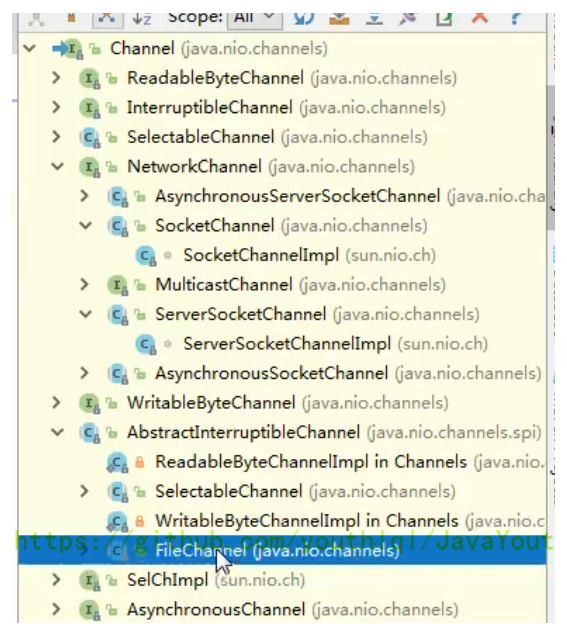 Scope: All
Channel (java.nio.channels)
ReadableByteChannel (java.nio.channels)
InterruptibleChannel (java.nio.channels)
SelectableChannel (java.nio.channels)
NetworkChannel (java.nio.channels)
AsynchronousServerSocketChannel (java.nio.cha
SocketChannel (java.nio.channels)
SocketChannelImpl (sun.nio.ch)
MulticastChannel (java.nio.channels)
ServerSocketChannel (java.nio.channels)
ServerSocketChannelImpl (sun.nio.ch)
AsynchronousSocketChannel (java.nio.channels)
WritableByteChannel (java.nio.channels)
AbstractInterruptibleChannel (java.nio.channels.spi)
ReadableByteChannelImpl in Channels (java.nio.
SelectableChannel (java.nio.channels)
WritableByteChannelImpl in Channels (java.nio.c
https://github.com/youthlql/JavaYout
FileChannel (java.nio.channels)
SelChImpl (sun.nio.ch)
AsynchronousChannel (java.nio.channels)